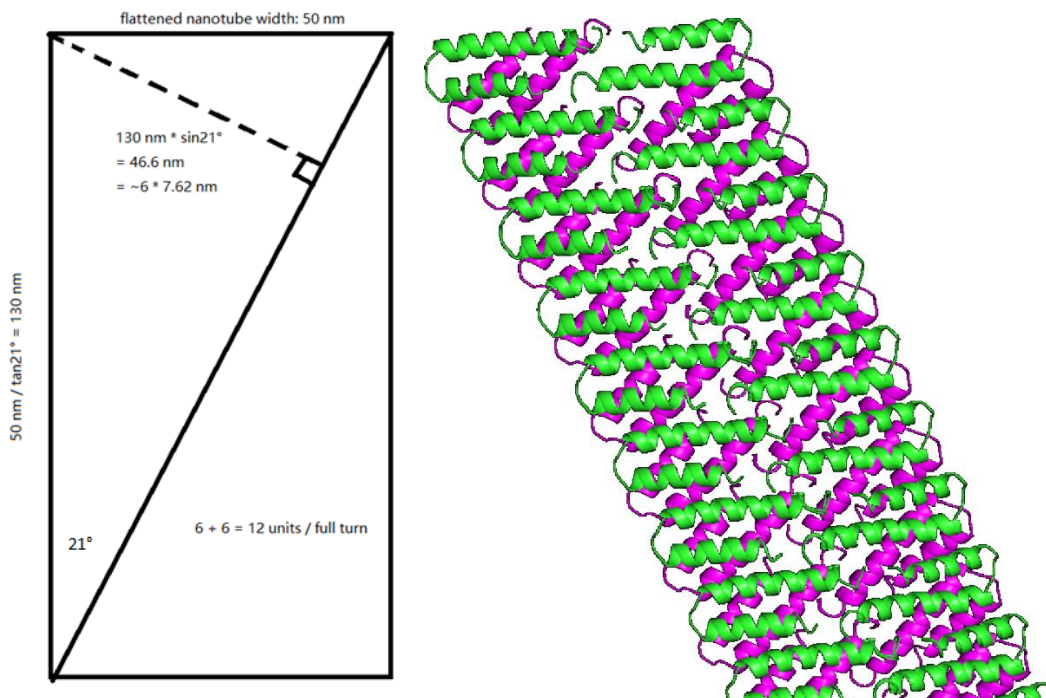 flattened nanotube width: 50 nm
130 nm * sin21°
= 46.6 nm
= ~6 * 7.62 nm
50 nm / tan21° = 130 nm
6 + 6 = 12 units / full turn
21°